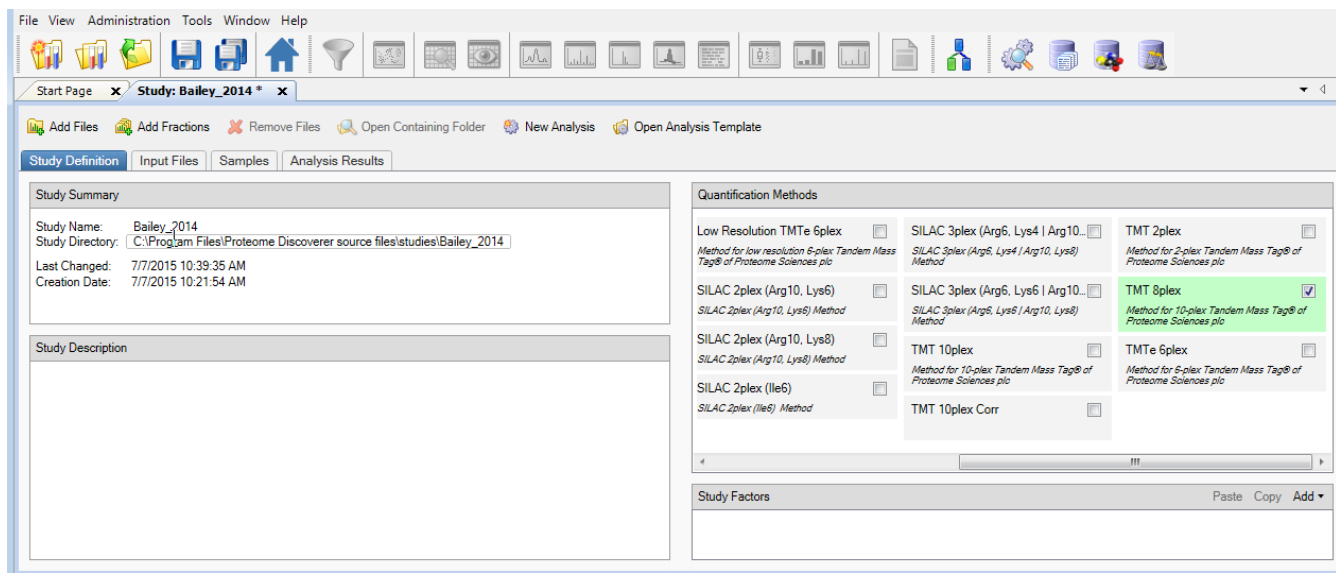 File View Administration Tools Window Help
Start Page x Study: Bailey_2014 * x
Add Files Add Fractions Remove Files Open Containing Folder New Analysis Open Analysis Template
Study Definition Input Files Samples Analysis Results
Study Summary
Study Name: Bailey_2014
Study Directory: C:\Program Files\Proteome Discoverer source files\studies\Bailey_2014
Last Changed: 7/7/2015 10:39:35 AM
Creation Date: 7/7/2015 10:21:54 AM
Study Description
Quantification Methods
Low Resolution TMTe 6plex
Method for low resolution 6-plex Tandem Mass
Tag® of Proteome Sciences plc
SILAC 2plex (Arg10, Lys6)
SILAC 2plex (Arg10, Lys6) Method
SILAC 2plex (Arg10, Lys8)
SILAC 2plex (Arg10, Lys8) Method
SILAC 2plex (Ile6)
SILAC 2plex (Ile6) Method
SILAC 3plex (Arg6, Lys4 | Arg10...
SILAC 3plex (Arg6, Lys4 | Arg10, Lys8)
Method
SILAC 3plex (Arg6, Lys6 | Arg10...
SILAC 3plex (Arg6, Lys6 | Arg10, Lys8)
Method
TMT 10plex
Method for 10-plex Tandem Mass Tag® of
Proteome Sciences plc
TMT 10plex Corr
TMT 2plex
Method for 2-plex Tandem Mass Tag® of
Proteome Sciences plc
TMT 8plex
Method for 10-plex Tandem Mass Tag® of
Proteome Sciences plc
TMTe 6plex
Method for 6-plex Tandem Mass Tag® of
Proteome Sciences plc
Study Factors Paste Copy Add